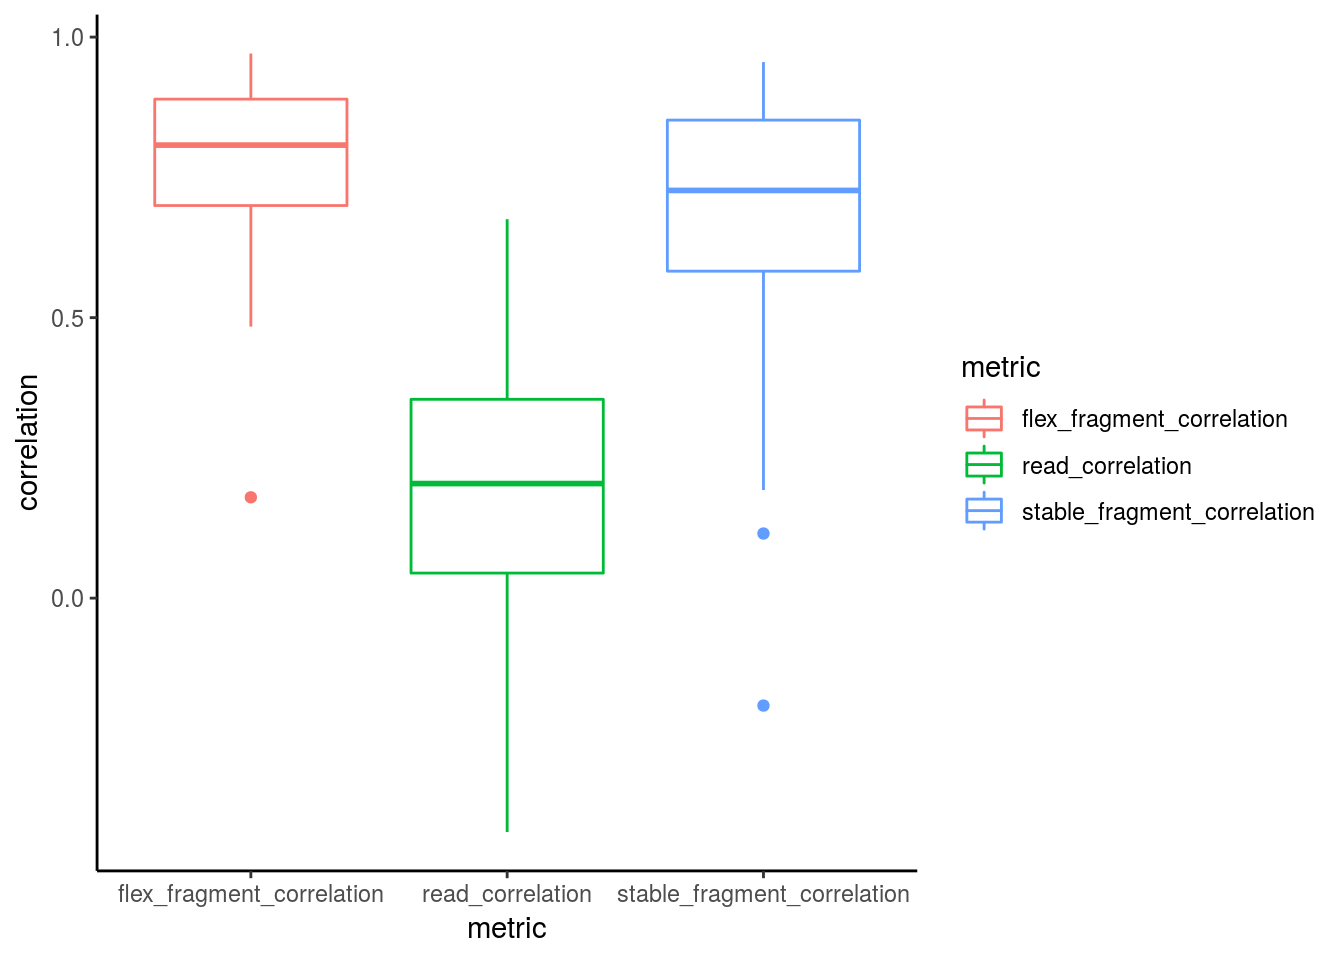 1.0
0.5
0.0
correlation
flex_fragment_correlation
read_correlation
stable_fragment_correlation
metric
metric
flex_fragment_correlation
read_correlation
stable_fragment_correlation